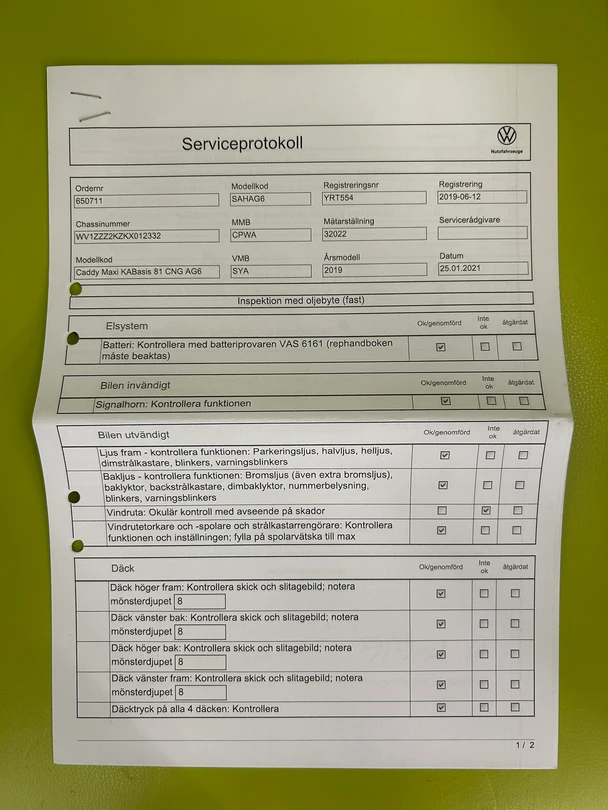 Serviceprotokoll
Nutzfahrzeuge
Ordernr
650711
Modellkod
SAHAG6
Registreringsnr
YRT554
Registrering
2019-06-12
Chassinummer
WV1ZZZ2KZKX012332
MMB
CPWA
Mätarställning
32022
Servicerådgivare
Modellkod
Caddy Maxi KABasis 81 CNG AG6
VMB
SYA
Årsmodell
2019
Datum
25.01.2021
Inspektion med oljebyte (fast)
Elsystem
Ok/genomförd
Inte
ok
åtgärdat
Batteri: Kontrollera med batteriprovaren VAS 6161 (rephandboken
måste beaktas)
Bilen invändigt
Ok/genomförd
Inte
ok
åtgärdat
Signalhorn: Kontrollera funktionen
Bilen utvändigt
Ok/genomförd
Inte
ok
åtgärdat
Ljus fram - kontrollera funktionen: Parkeringsljus, halvljus, helljus,
dimstrålkastare, blinkers, varningsblinkers
Bakljus - kontrollera funktionen: Bromsljus (även extra bromsljus),
baklyktor, backstrålkastare, dimbaklyktor, nummerbelysning,
blinkers, varningsblinkers
Vindruta: Okulär kontroll med avseende på skador
Vindrutetorkare och -spolare och strålkastarrengörare: Kontrollera
funktionen och inställningen; fylla på spolarvätska till max
Däck
Ok/genomförd
Inte
ok
åtgärdat
Däck höger fram: Kontrollera skick och slitagebild; notera
mönsterdjupet 8
Däck vänster bak: Kontrollera skick och slitagebild; notera
mönsterdjupet 8
Däck höger bak: Kontrollera skick och slitagebild; notera
mönsterdjupet 8
Däck vänster fram: Kontrollera skick och slitagebild; notera
mönsterdjupet 8
Däcktryck på alla 4 däcken: Kontrollera
1 / 2